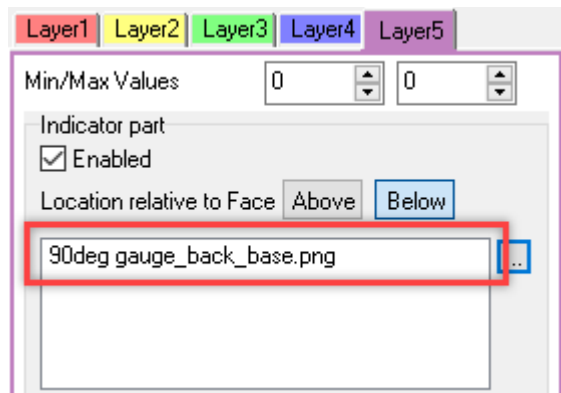 Layer1 Layer2 Layer3 Layer4 Layer5
Min/Max Values 0 0
Indicator part
Enabled
Location relative to Face Above Below
90deg gauge_back_base.png ..